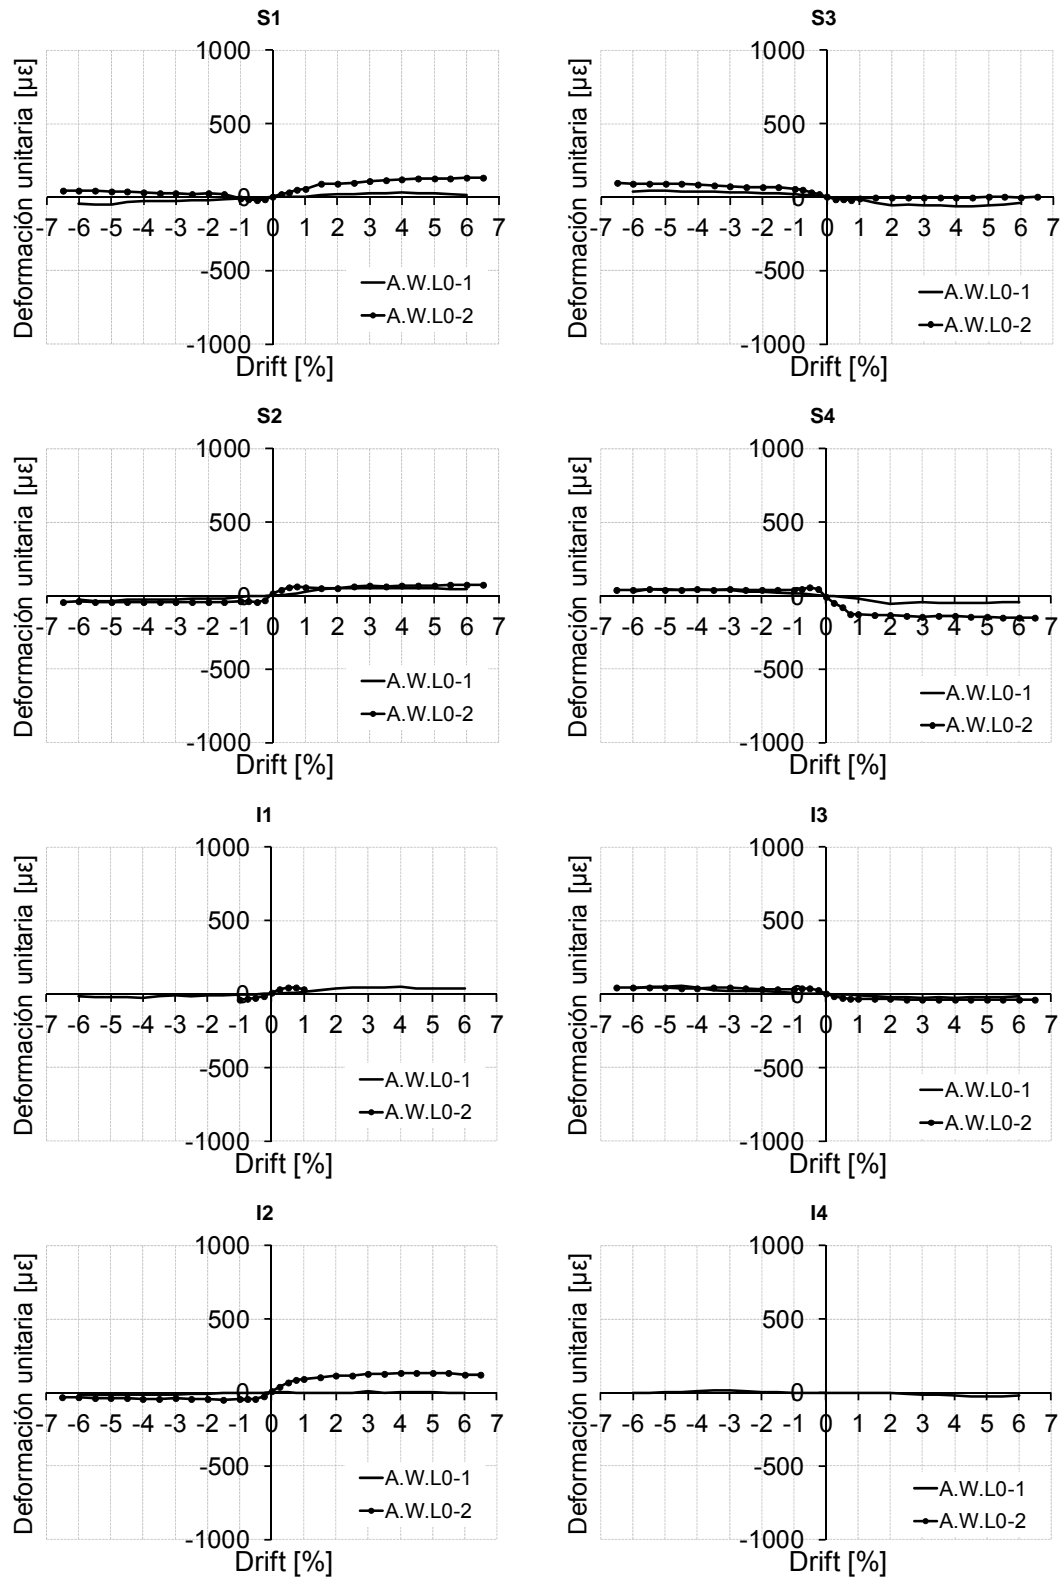 S1
Deformación unitaria [µε]
1000
500
0
-500
-1000
-7 -6 -5 -4 -3 -2 -1 0 1 2 3 4 5 6 7
A.W.L0-1
A.W.L0-2
Drift [%]
S3
Deformación unitaria [µε]
1000
500
0
-500
-1000
-7 -6 -5 -4 -3 -2 -1 0 1 2 3 4 5 6 7
A.W.L0-1
A.W.L0-2
Drift [%]
S2
Deformación unitaria [µε]
1000
500
0
-500
-1000
-7 -6 -5 -4 -3 -2 -1 0 1 2 3 4 5 6 7
A.W.L0-1
A.W.L0-2
Drift [%]
S4
Deformación unitaria [µε]
1000
500
0
-500
-1000
-7 -6 -5 -4 -3 -2 -1 0 1 2 3 4 5 6 7
A.W.L0-1
A.W.L0-2
Drift [%]
I1
Deformación unitaria [µε]
1000
500
0
-500
-1000
-7 -6 -5 -4 -3 -2 -1 0 1 2 3 4 5 6 7
A.W.L0-1
A.W.L0-2
Drift [%]
I3
Deformación unitaria [µε]
1000
500
0
-500
-1000
-7 -6 -5 -4 -3 -2 -1 0 1 2 3 4 5 6 7
A.W.L0-1
A.W.L0-2
Drift [%]
I2
Deformación unitaria [µε]
1000
500
0
-500
-1000
-7 -6 -5 -4 -3 -2 -1 0 1 2 3 4 5 6 7
A.W.L0-1
A.W.L0-2
Drift [%]
I4
Deformación unitaria [µε]
1000
500
0
-500
-1000
-7 -6 -5 -4 -3 -2 -1 0 1 2 3 4 5 6 7
A.W.L0-1
A.W.L0-2
Drift [%]